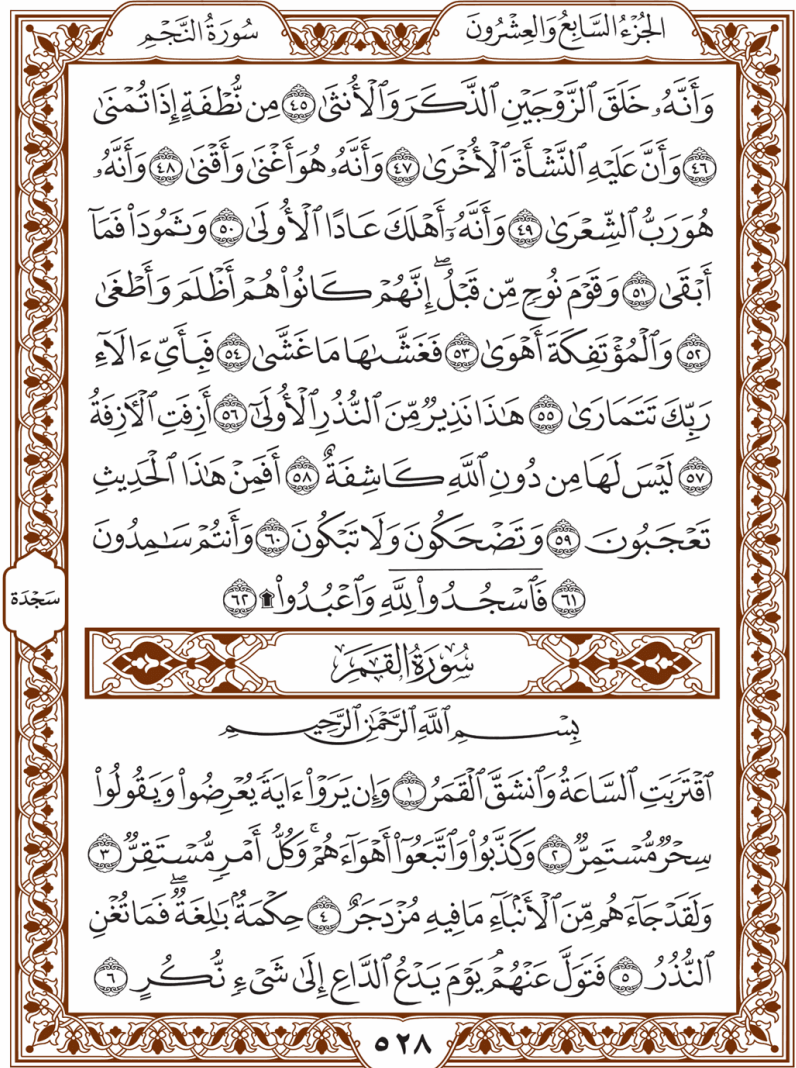 الجُزْءُ السَّابِعُ وَالعِشْرُونَ
سُورَةُ النَّجْمِ
وَأَنَّهُۥ خَلَقَ ٱلزَّوْجَيْنِ ٱلذَّكَرَ وَٱلْأُنثَىٰ ٤٥ مِن نُّطْفَةٍ إِذَا تُمْنَىٰ
٤٦ وَأَنَّ عَلَيْهِ ٱلنَّشْأَةَ ٱلْأُخْرَىٰ ٤٧ وَأَنَّهُۥ هُوَ أَغْنَىٰ وَأَقْنَىٰ ٤٨ وَأَنَّهُۥ
هُوَ رَبُّ ٱلشِّعْرَىٰ ٤٩ وَأَنَّهُۥٓ أَهْلَكَ عَادًا ٱلْأُولَىٰ ٥٠ وَثَمُودَا۟ فَمَآ
أَبْقَىٰ ٥١ وَقَوْمَ نُوحٍ مِّن قَبْلُ ۖ إِنَّهُمْ كَانُوا۟ هُمْ أَظْلَمَ وَأَطْغَىٰ
٥٢ وَٱلْمُؤْتَفِكَةَ أَهْوَىٰ ٥٣ فَغَشَّىٰهَا مَا غَشَّىٰ ٥٤ فَبِأَىِّ ءَالَآءِ
رَبِّكَ تَتَمَارَىٰ ٥٥ هَـٰذَا نَذِيرٌ مِّنَ ٱلنُّذُرِ ٱلْأُولَىٰٓ ٥٦ أَزِفَتِ ٱلْـَٔازِفَةُ
٥٧ لَيْسَ لَهَا مِن دُونِ ٱللَّهِ كَاشِفَةٌ ٥٨ أَفَمِنْ هَـٰذَا ٱلْحَدِيثِ
تَعْجَبُونَ ٥٩ وَتَضْحَكُونَ وَلَا تَبْكُونَ ٦٠ وَأَنتُمْ سَـٰمِدُونَ
٦١ فَٱسْجُدُوا۟ لِلَّهِ وَٱعْبُدُوا۟ ۩ ٦٢
سَجْدَة
سُورَةُ القَمَرِ
بِسْمِ ٱللَّهِ ٱلرَّحْمَـٰنِ ٱلرَّحِيمِ
ٱقْتَرَبَتِ ٱلسَّاعَةُ وَٱنشَقَّ ٱلْقَمَرُ ١ وَإِن يَرَوْا۟ ءَايَةً يُعْرِضُوا۟ وَيَقُولُوا۟
سِحْرٌ مُّسْتَمِرٌّ ٢ وَكَذَّبُوا۟ وَٱتَّبَعُوٓا۟ أَهْوَآءَهُمْ ۚ وَكُلُّ أَمْرٍ مُّسْتَقِرٌّ ٣
وَلَقَدْ جَآءَهُم مِّنَ ٱلْأَنۢبَآءِ مَا فِيهِ مُزْدَجَرٌ ٤ حِكْمَةٌۢ بَـٰلِغَةٌ ۖ فَمَا تُغْنِ
ٱلنُّذُرُ ٥ فَتَوَلَّ عَنْهُمْ ۘ يَوْمَ يَدْعُ ٱلدَّاعِ إِلَىٰ شَىْءٍ نُّكُرٍ ٦
٥٢٨